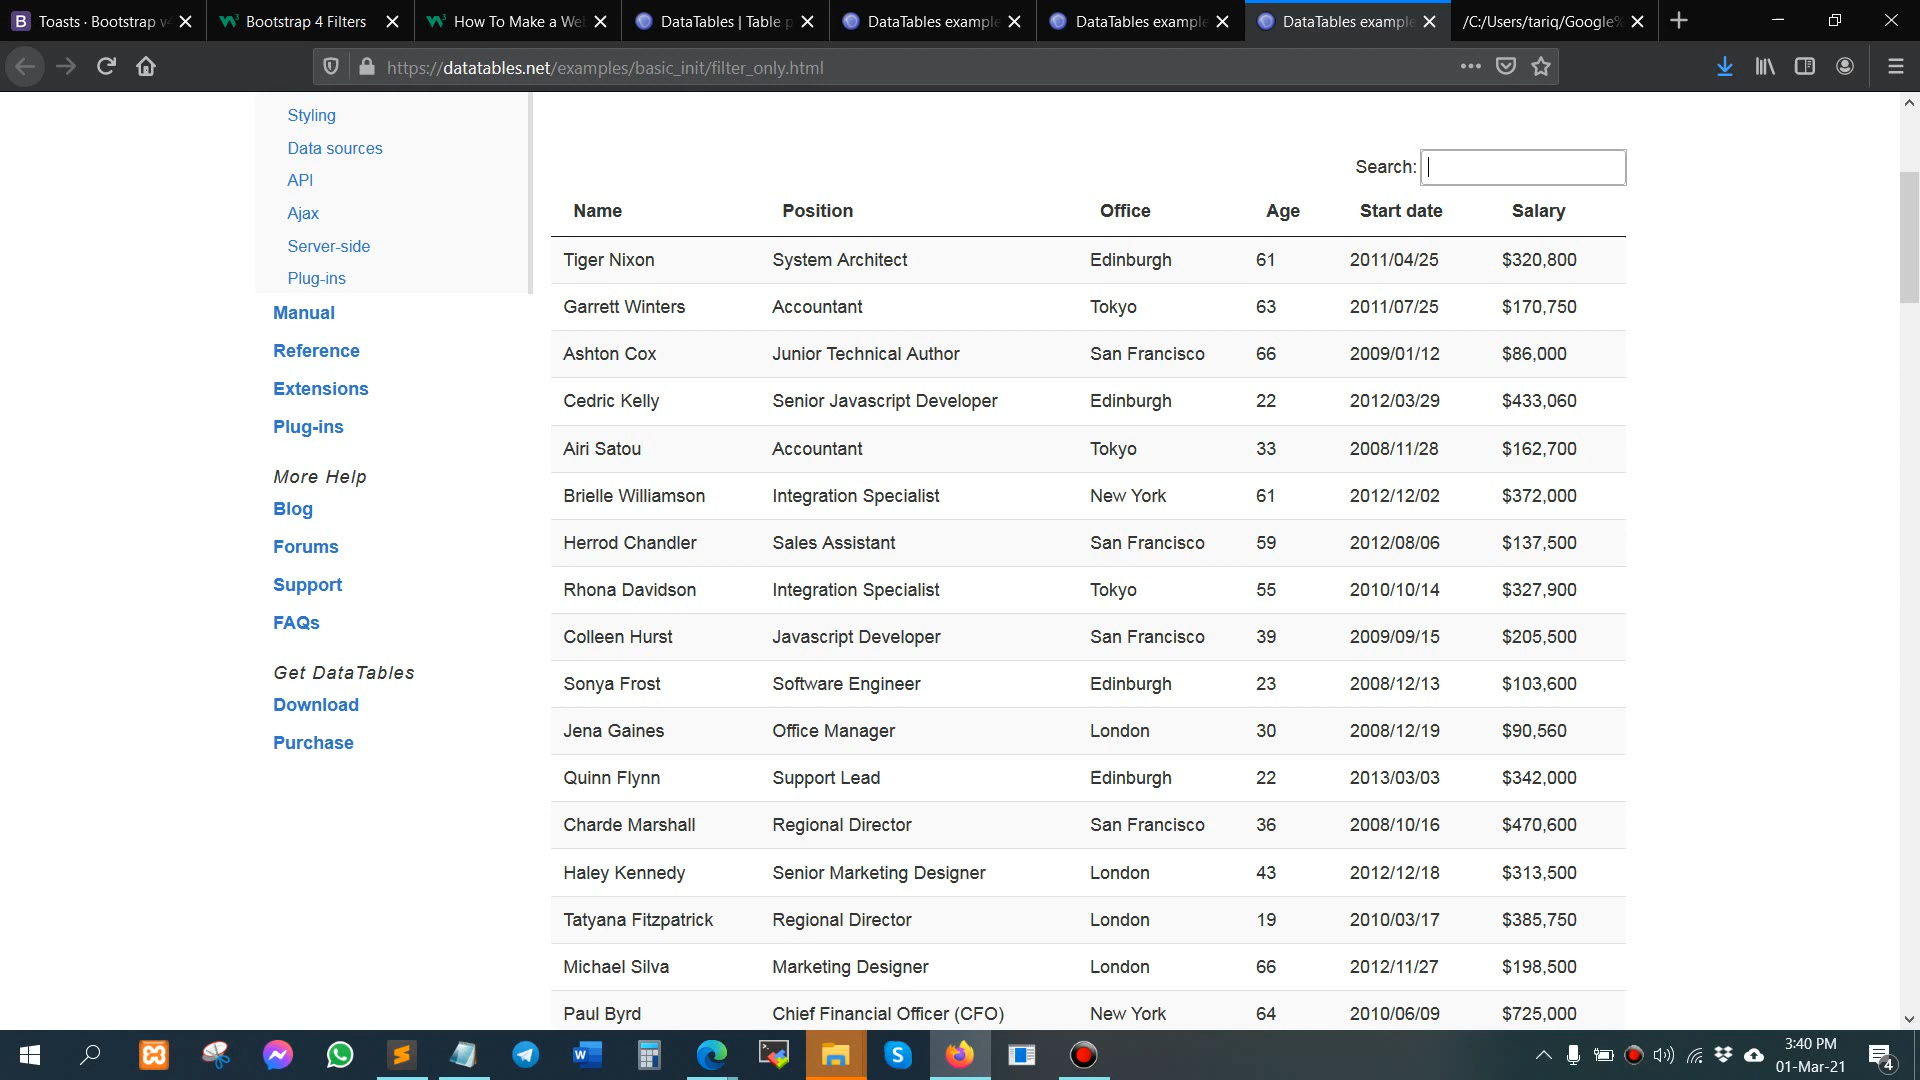 Toasts · Bootstrap v4
Bootstrap 4 Filters
How To Make a Web
DataTables | Table p
DataTables example
DataTables example
DataTables example
/C:/Users/tariq/Google%
https://datatables.net/examples/basic_init/filter_only.html
Styling
Data sources
API
Ajax
Server-side
Plug-ins
Manual
Reference
Extensions
Plug-ins
More Help
Blog
Forums
Support
FAQs
Get DataTables
Download
Purchase
Search:
Name Position Office Age Start date Salary
Tiger Nixon System Architect Edinburgh 61 2011/04/25 $320,800
Garrett Winters Accountant Tokyo 63 2011/07/25 $170,750
Ashton Cox Junior Technical Author San Francisco 66 2009/01/12 $86,000
Cedric Kelly Senior Javascript Developer Edinburgh 22 2012/03/29 $433,060
Airi Satou Accountant Tokyo 33 2008/11/28 $162,700
Brielle Williamson Integration Specialist New York 61 2012/12/02 $372,000
Herrod Chandler Sales Assistant San Francisco 59 2012/08/06 $137,500
Rhona Davidson Integration Specialist Tokyo 55 2010/10/14 $327,900
Colleen Hurst Javascript Developer San Francisco 39 2009/09/15 $205,500
Sonya Frost Software Engineer Edinburgh 23 2008/12/13 $103,600
Jena Gaines Office Manager London 30 2008/12/19 $90,560
Quinn Flynn Support Lead Edinburgh 22 2013/03/03 $342,000
Charde Marshall Regional Director San Francisco 36 2008/10/16 $470,600
Haley Kennedy Senior Marketing Designer London 43 2012/12/18 $313,500
Tatyana Fitzpatrick Regional Director London 19 2010/03/17 $385,750
Michael Silva Marketing Designer London 66 2012/11/27 $198,500
Paul Byrd Chief Financial Officer (CFO) New York 64 2010/06/09 $725,000
3:40 PM
01-Mar-21
4